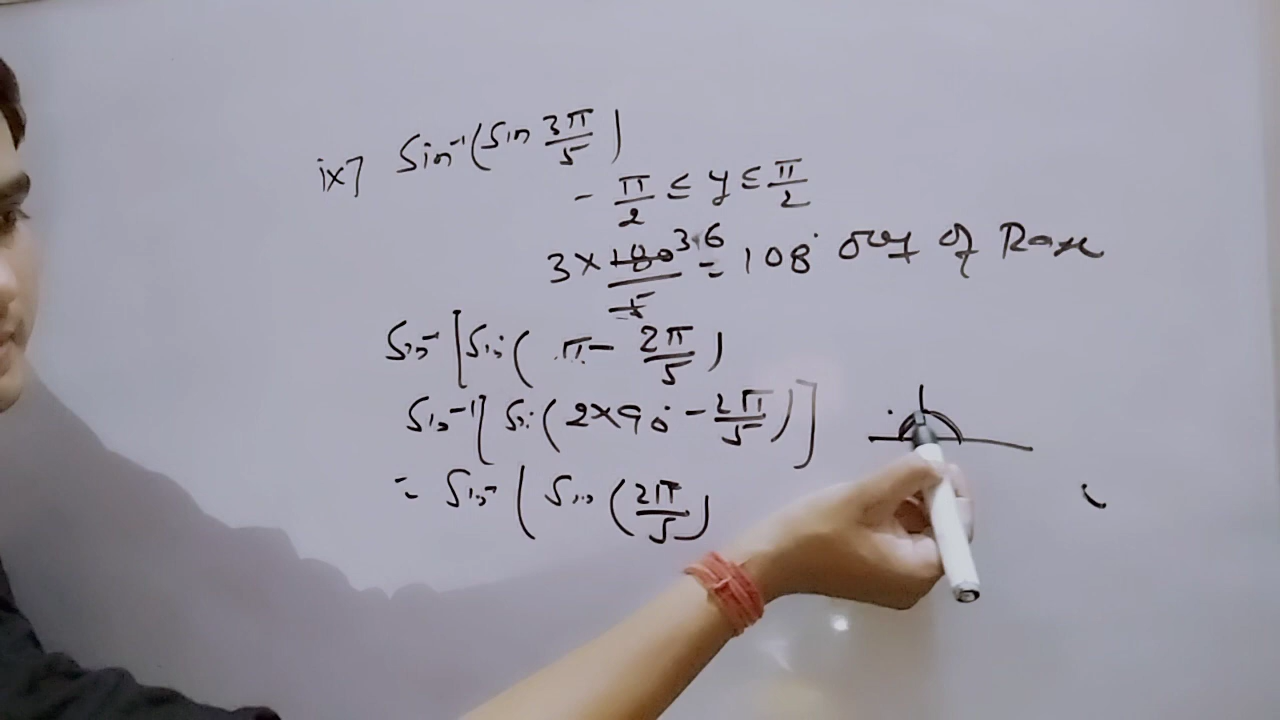 ix] Sin⁻¹(Sin 3π/5)
- π/2 ≤ y ≤ π/2
3 × 180/5 36 = 108° out of Range
Sin⁻¹[Sin(π - 2π/5)
Sin⁻¹[Sin(2×90 - 2π/5)]
= Sin⁻[Sin(2π/5)